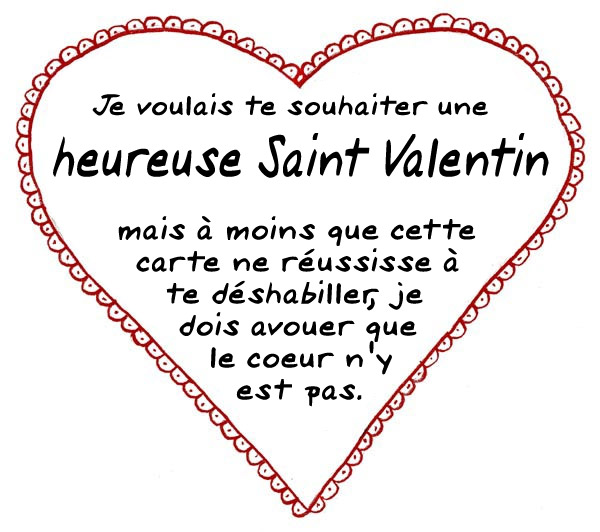 Je voulais te souhaiter une
heureuse Saint Valentin
mais à moins que cette
carte ne réussisse à
te déshabiller, je
dois avouer que
le coeur n'y
est pas.